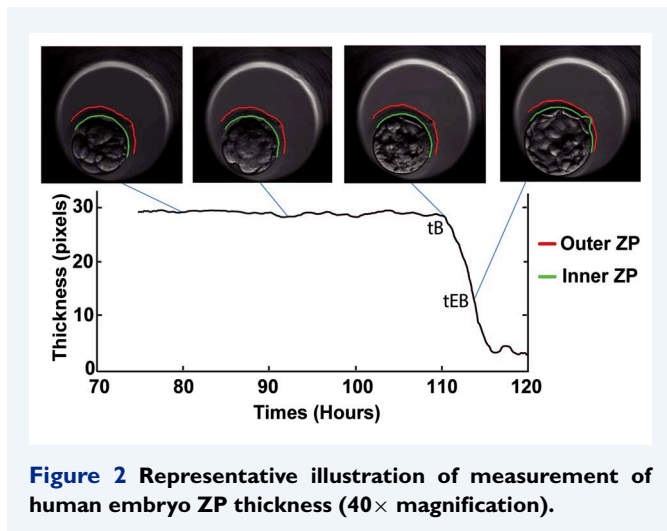 30
20
10
0
Thickness (pixels)
tB
tEB
Outer ZP
Inner ZP
70 80 90 100 110 120
Times (Hours)
Figure 2 Representative illustration of measurement of
human embryo ZP thickness (40× magnification).